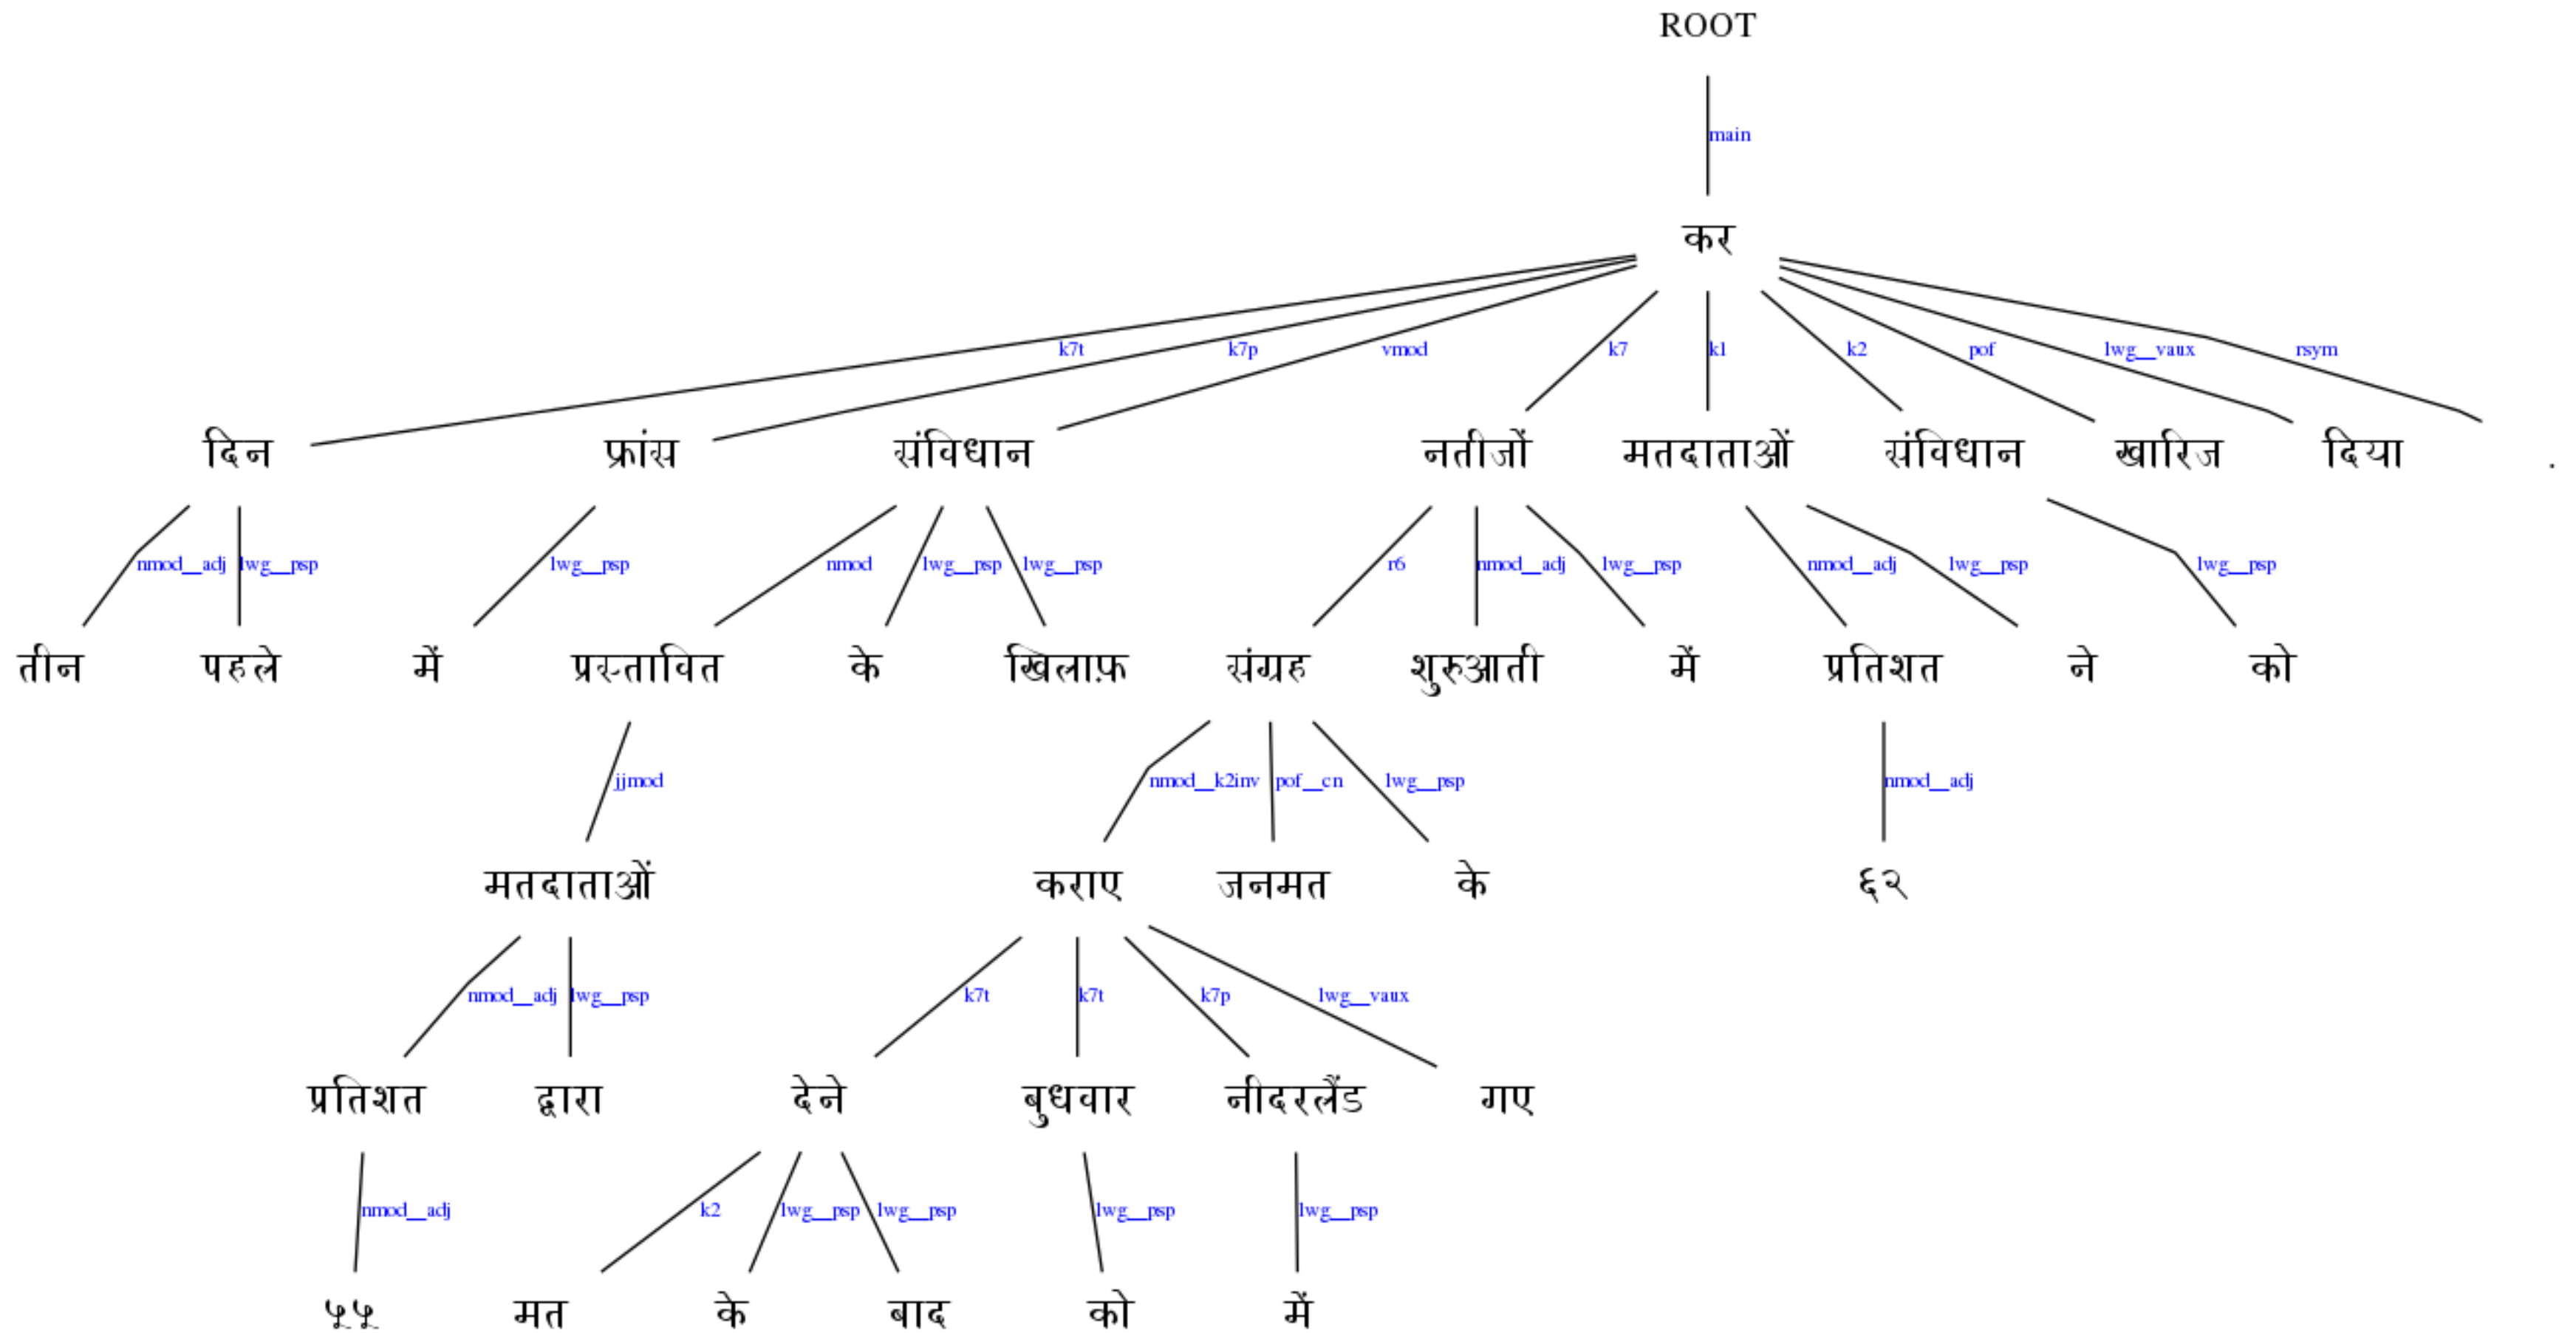 ROOT
main
कर
k7t k7p vmod k7 k1 k2 pof lwg__vaux rsym
दिन फ्रांस संविधान नतीजों मतदाताओं संविधान खारिज दिया .
nmod__adj lwg__psp lwg__psp nmod lwg__psp lwg__psp r6 nmod__adj lwg__psp nmod__adj lwg__psp lwg__psp
तीन पहले में प्रस्तावित के खिलाफ़ संग्रह शुरुआती में प्रतिशत ने को
jjmod nmod__k2inv pof__cn lwg__psp nmod__adj
मतदाताओं कराए जनमत के ६२
nmod__adj lwg__psp k7t k7t k7p lwg__vaux
प्रतिशत द्वारा देने बुधवार नीदरलैंड गए
nmod__adj k2 lwg__psp lwg__psp lwg__psp lwg__psp
५५ मत के बाद को में